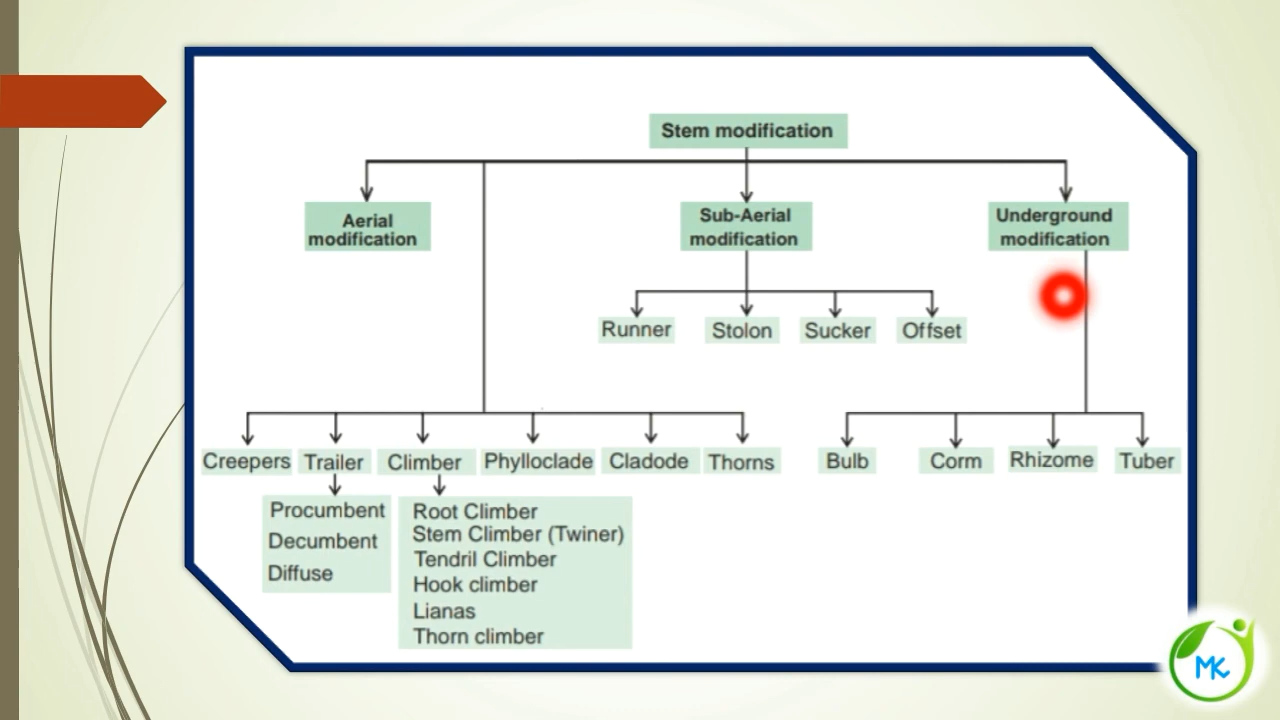 Stem modification
Aerial
modification
Sub-Aerial
modification
Underground
modification
Runner
Stolon
Sucker
Offset
Creepers
Trailer
Climber
Phylloclade
Cladode
Thorns
Bulb
Corm
Rhizome
Tuber
Procumbent
Decumbent
Diffuse
Root Climber
Stem Climber (Twiner)
Tendril Climber
Hook climber
Lianas
Thorn climber
MK